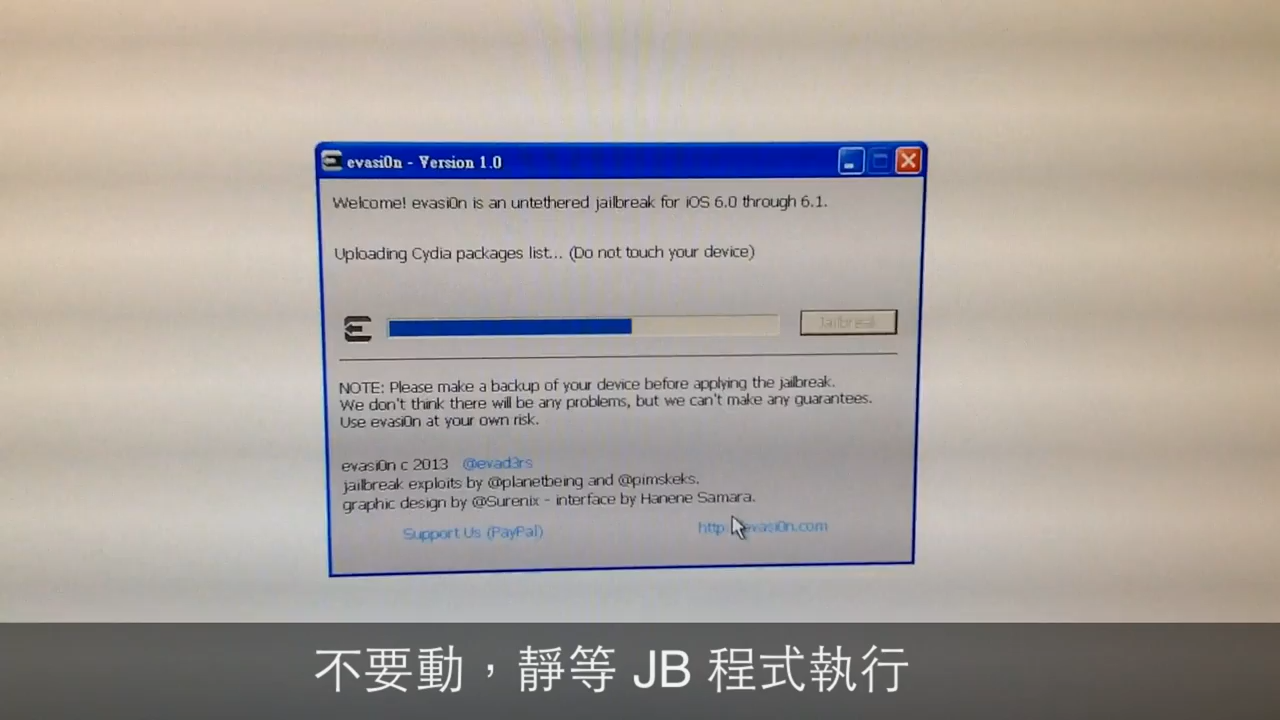 evasi0n - Version 1.0
Welcome! evasi0n is an untethered jailbreak for iOS 6.0 through 6.1.
Uploading Cydia packages list... (Do not touch your device)
Jailbreak
NOTE: Please make a backup of your device before applying the jailbreak.
We don't think there will be any problems, but we can't make any guarantees.
Use evasi0n at your own risk.
evasi0n c 2013 @evad3rs
jailbreak exploits by @planetbeing and @pimskeks.
graphic design by @Surenix - interface by Hanene Samara.
Support Us (PayPal) http://evasi0n.com
不要動，靜等 JB 程式執行